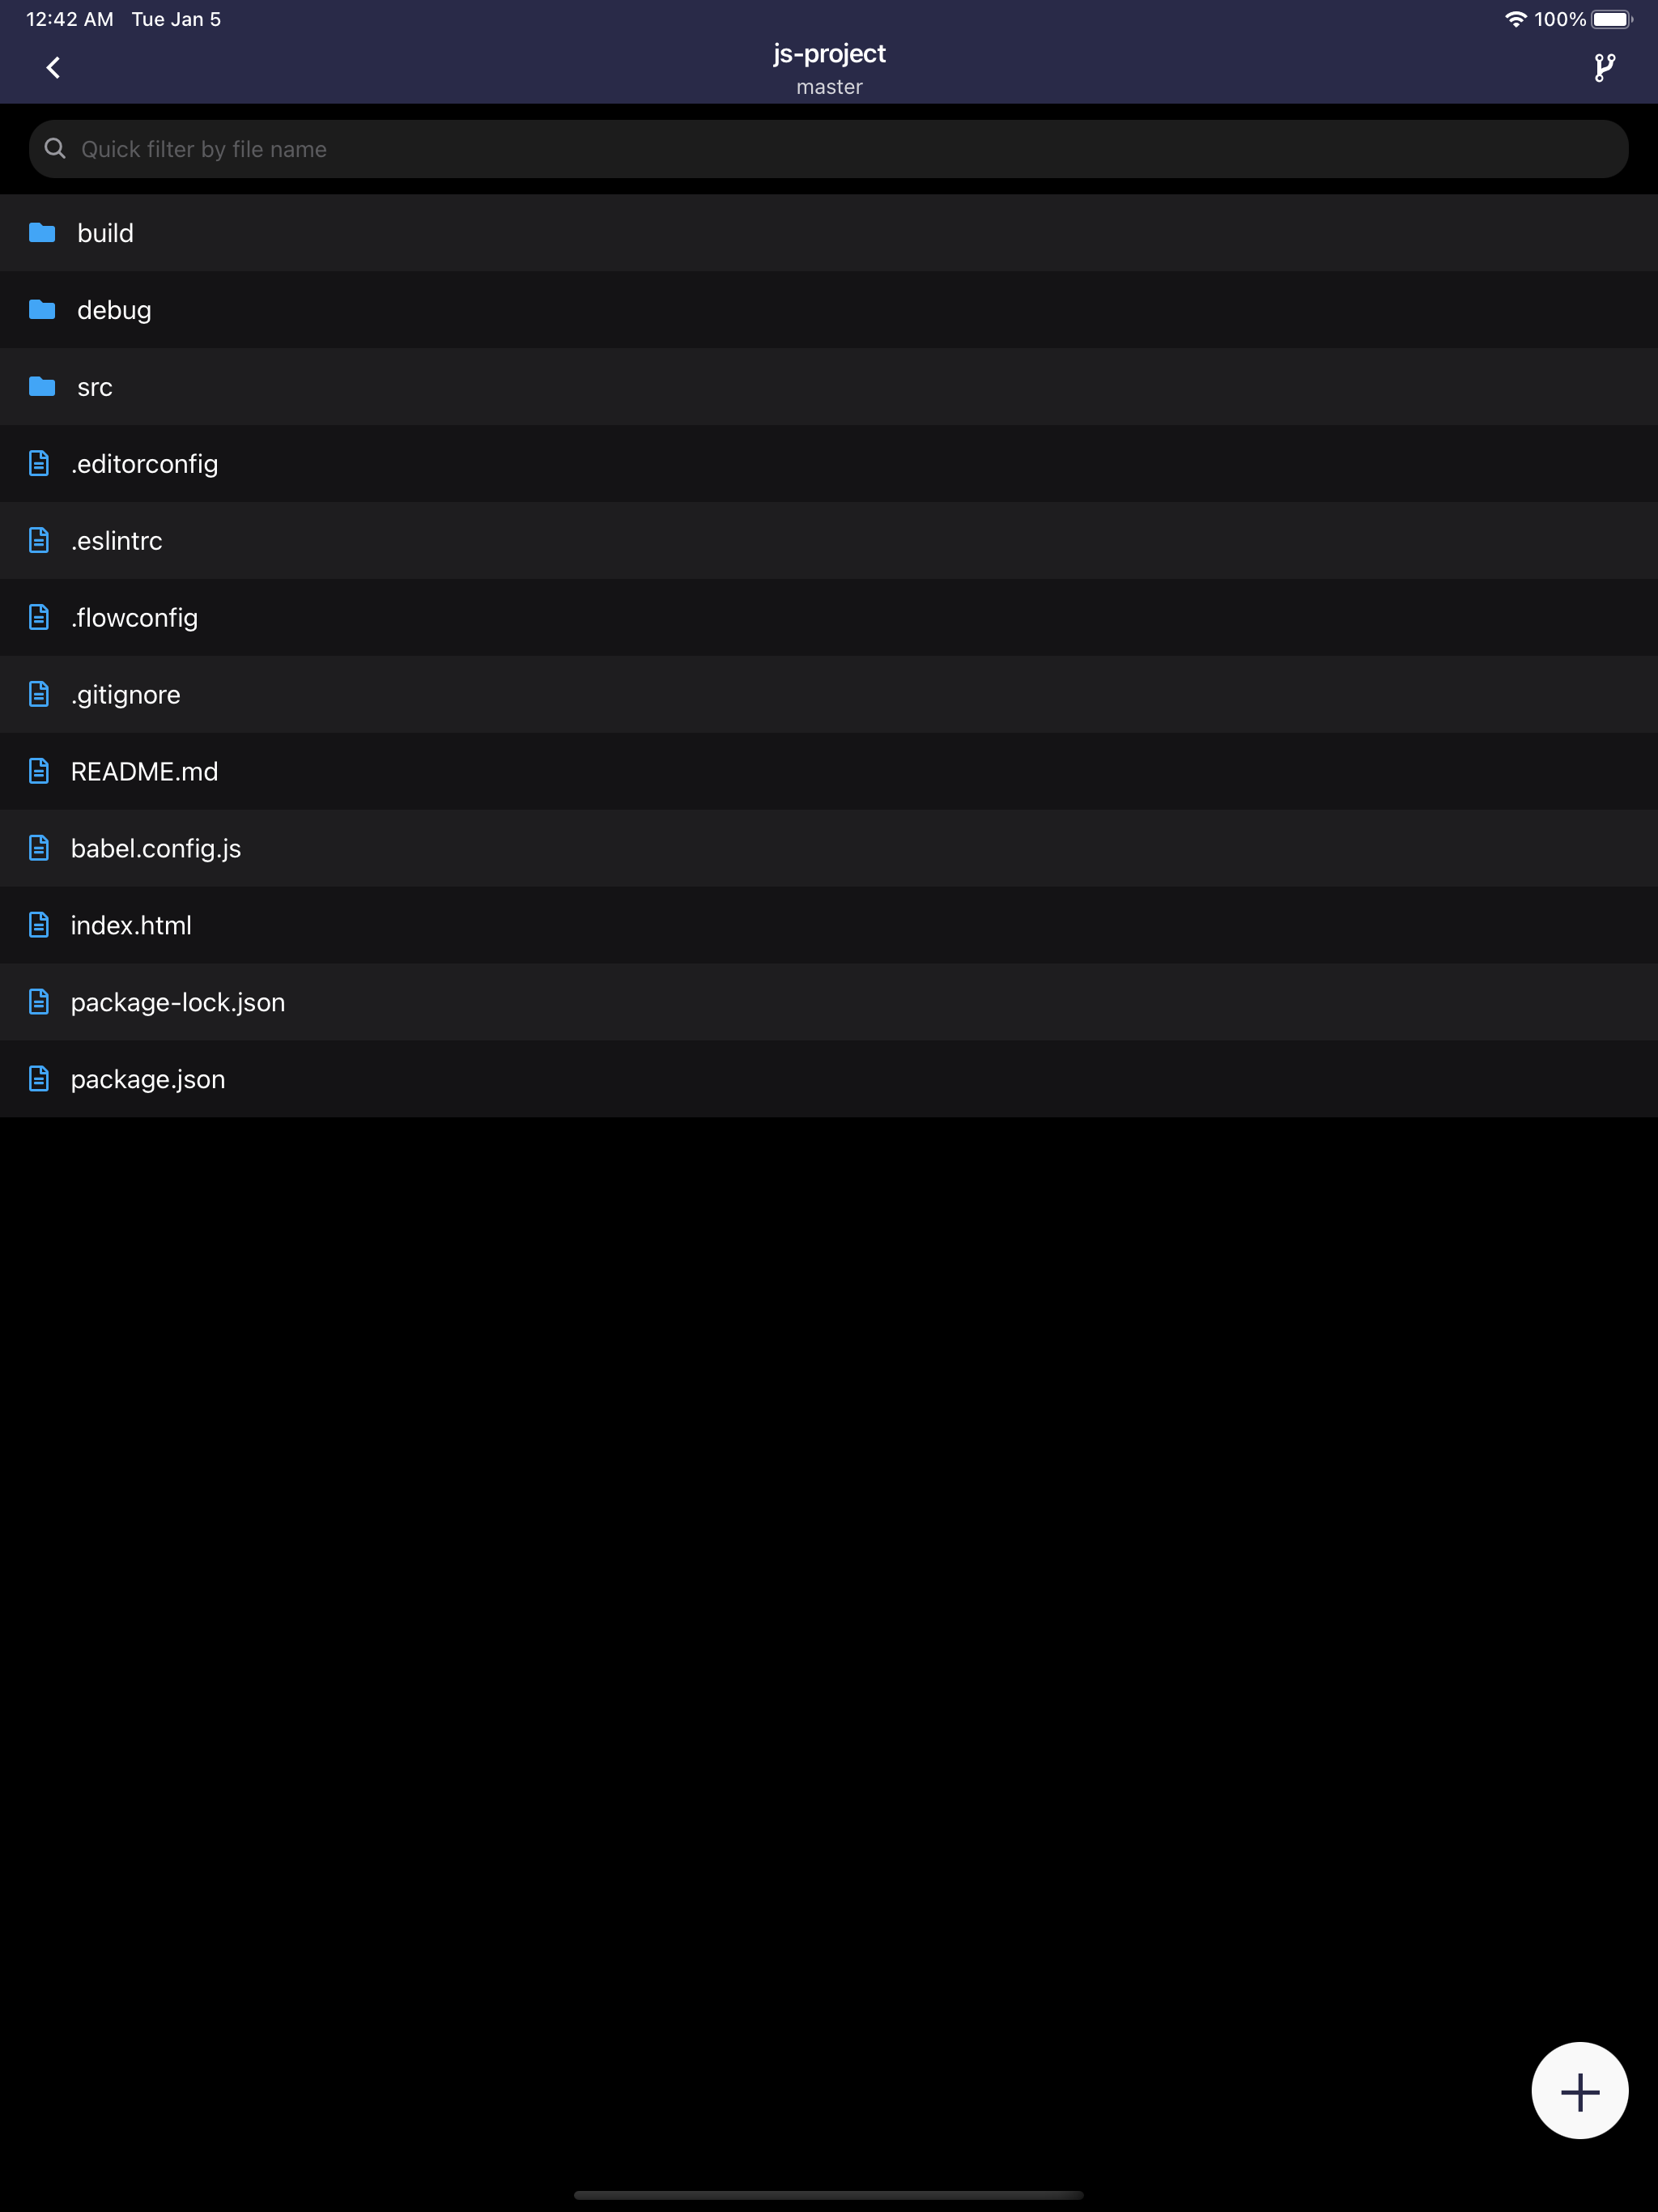 12:42 AM Tue Jan 5
100%
js-project
master
Quick filter by file name
build
debug
src
.editorconfig
.eslintrc
.flowconfig
.gitignore
README.md
babel.config.js
index.html
package-lock.json
package.json